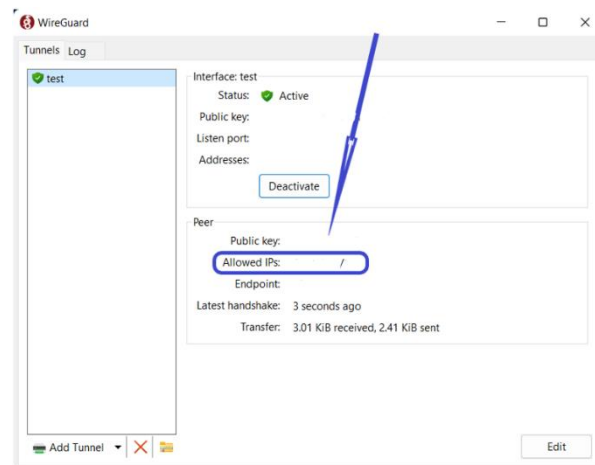 WireGuard
Tunnels Log
test
Interface: test
Status: Active
Public key:
Listen port:
Addresses:
Deactivate
Peer
Public key:
Allowed IPs: /
Endpoint:
Latest handshake: 3 seconds ago
Transfer: 3.01 KiB received, 2.41 KiB sent
Add Tunnel
Edit